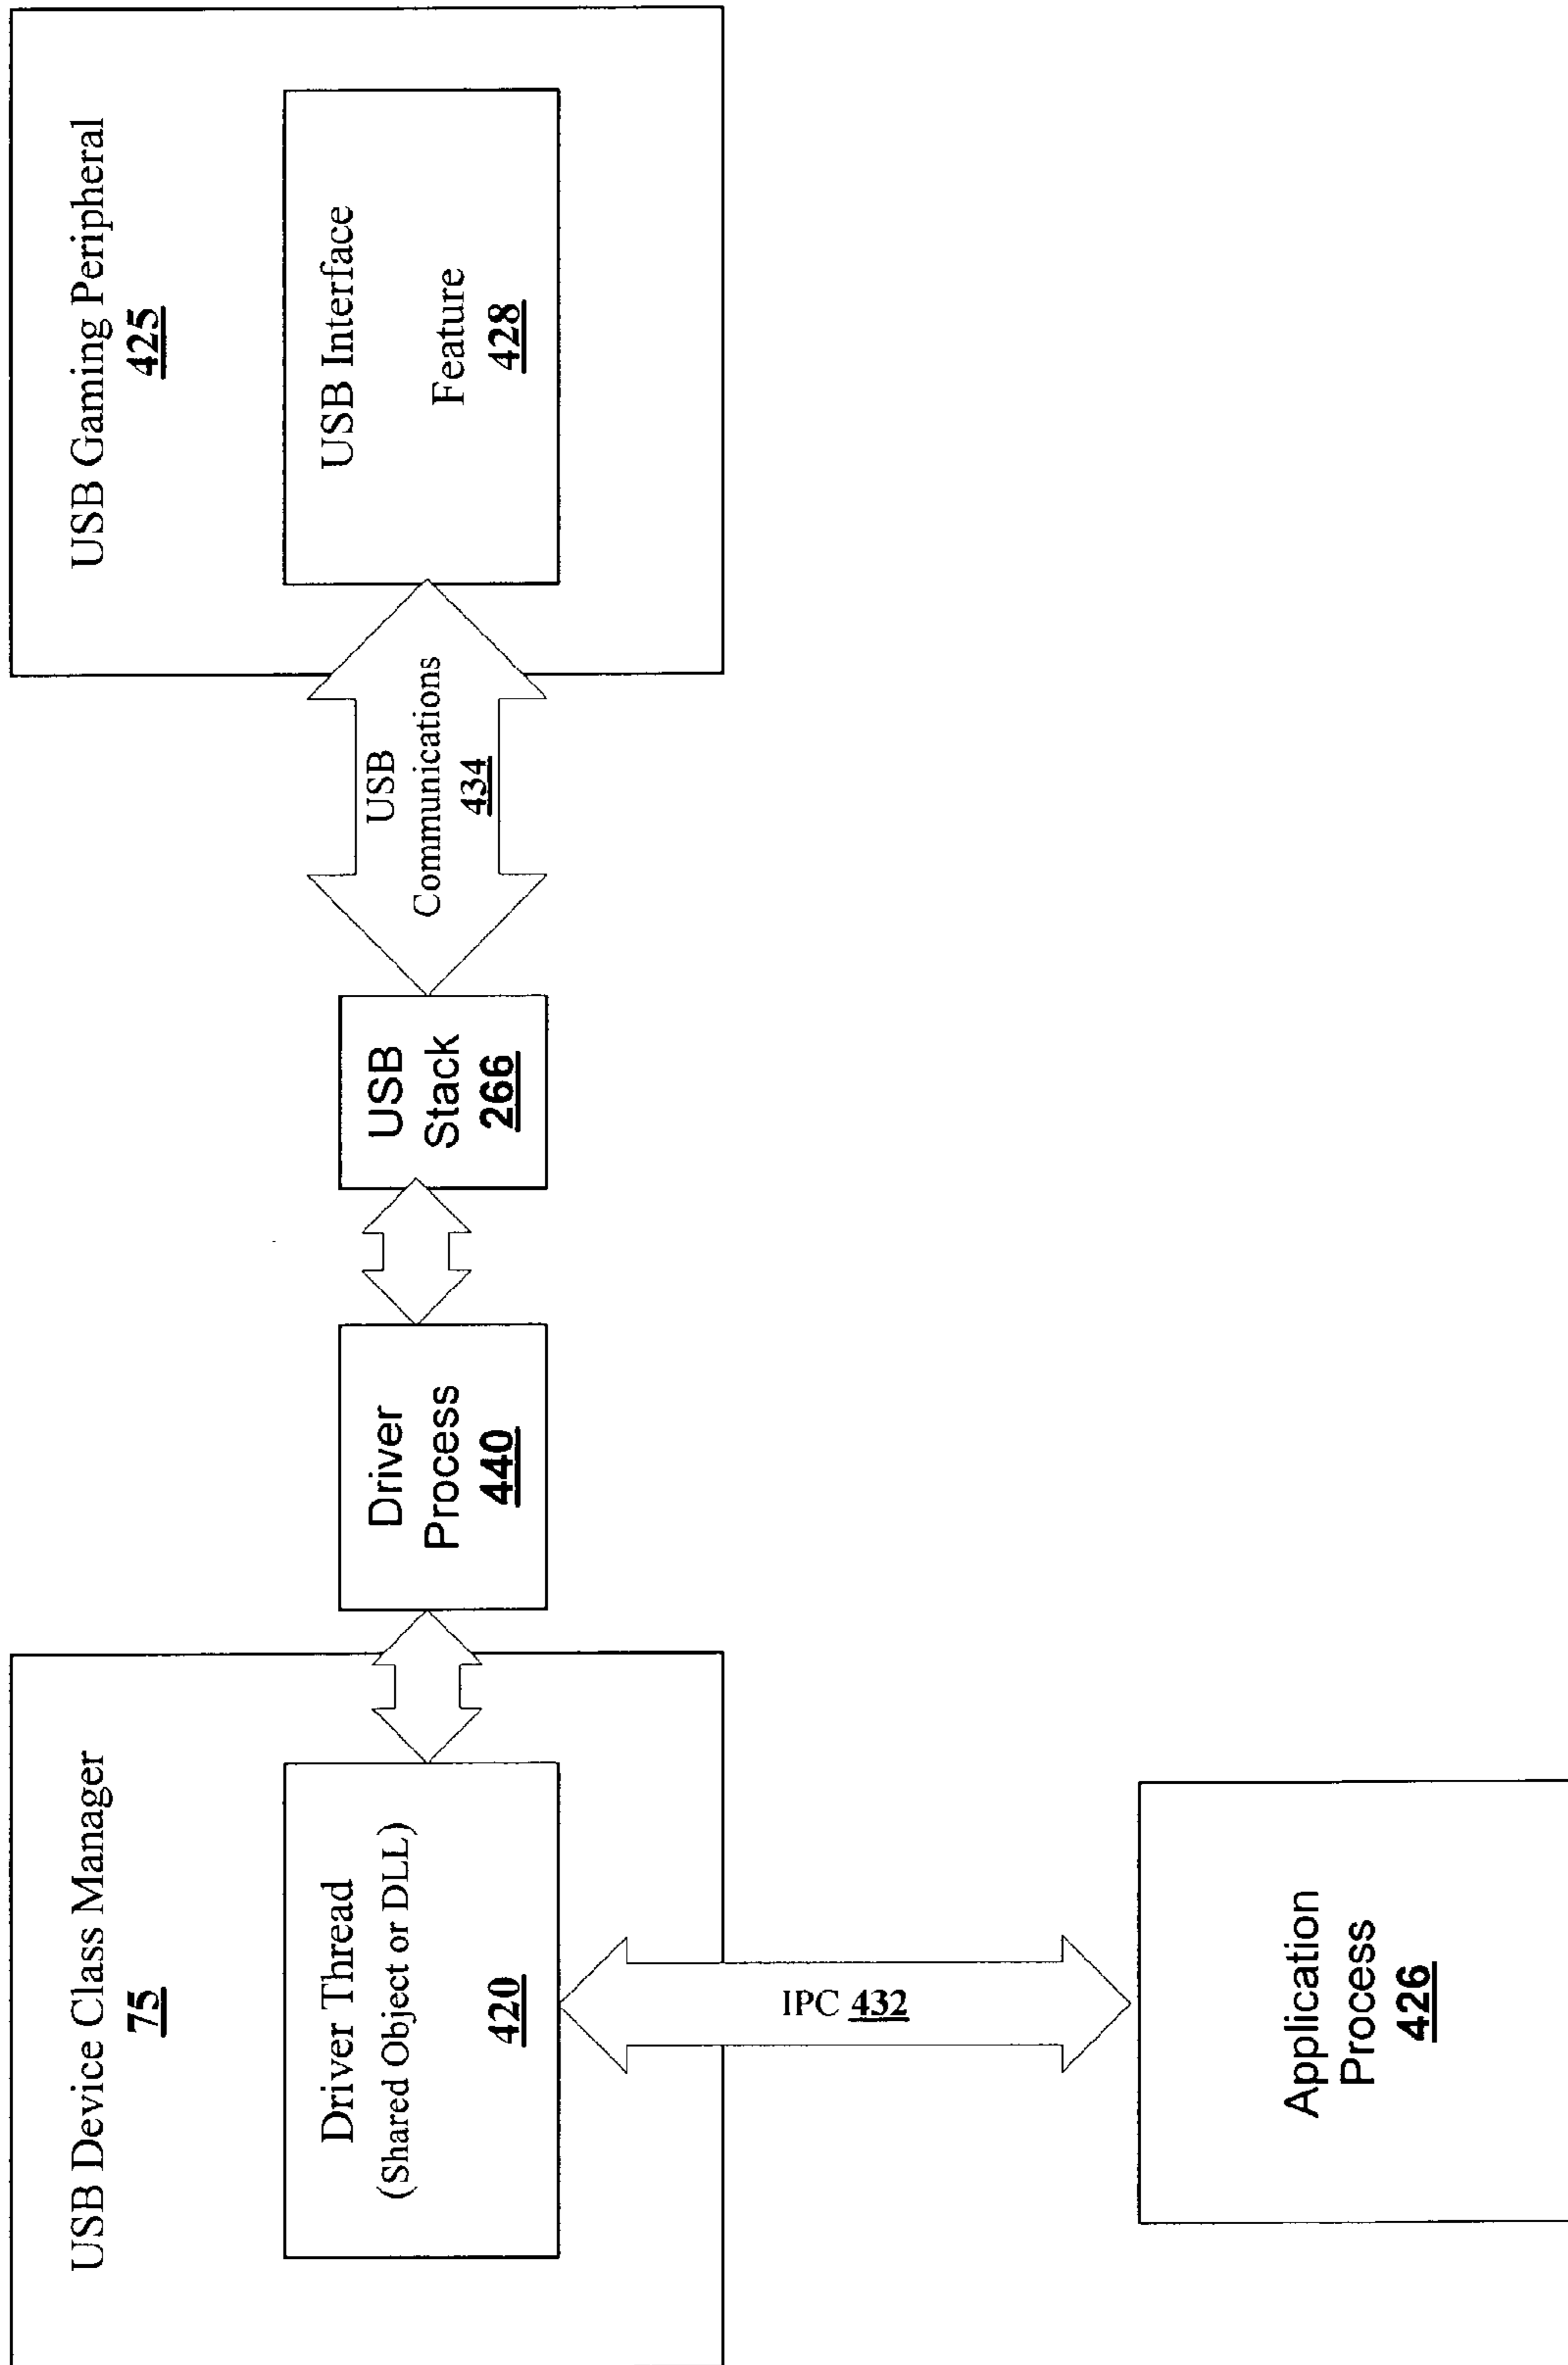 USB Device Class Manager
75
Driver Thread
(Shared Object or DLL)
420
Driver
Process
440
USB
Stack
266
USB
Communications
434
USB Gaming Peripheral
425
USB Interface
Feature
428
IPC 432
Application
Process
426